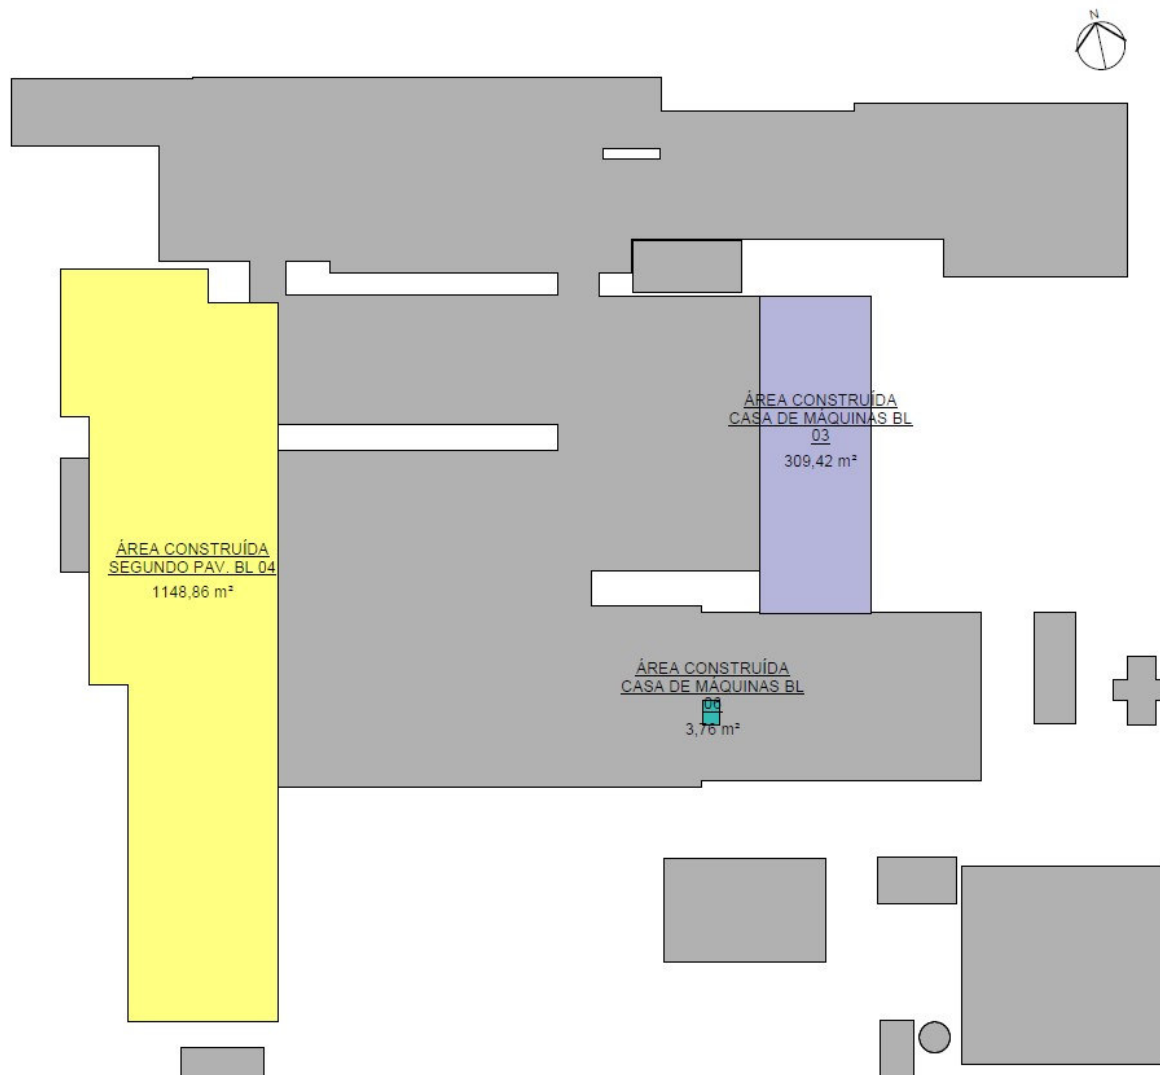 N
ÁREA CONSTRUÍDA
CASA DE MÁQUINAS BL
03
309,42 m²
ÁREA CONSTRUÍDA
SEGUNDO PAV. BL 04
1148,86 m²
ÁREA CONSTRUÍDA
CASA DE MÁQUINAS BL
06
3,76 m²